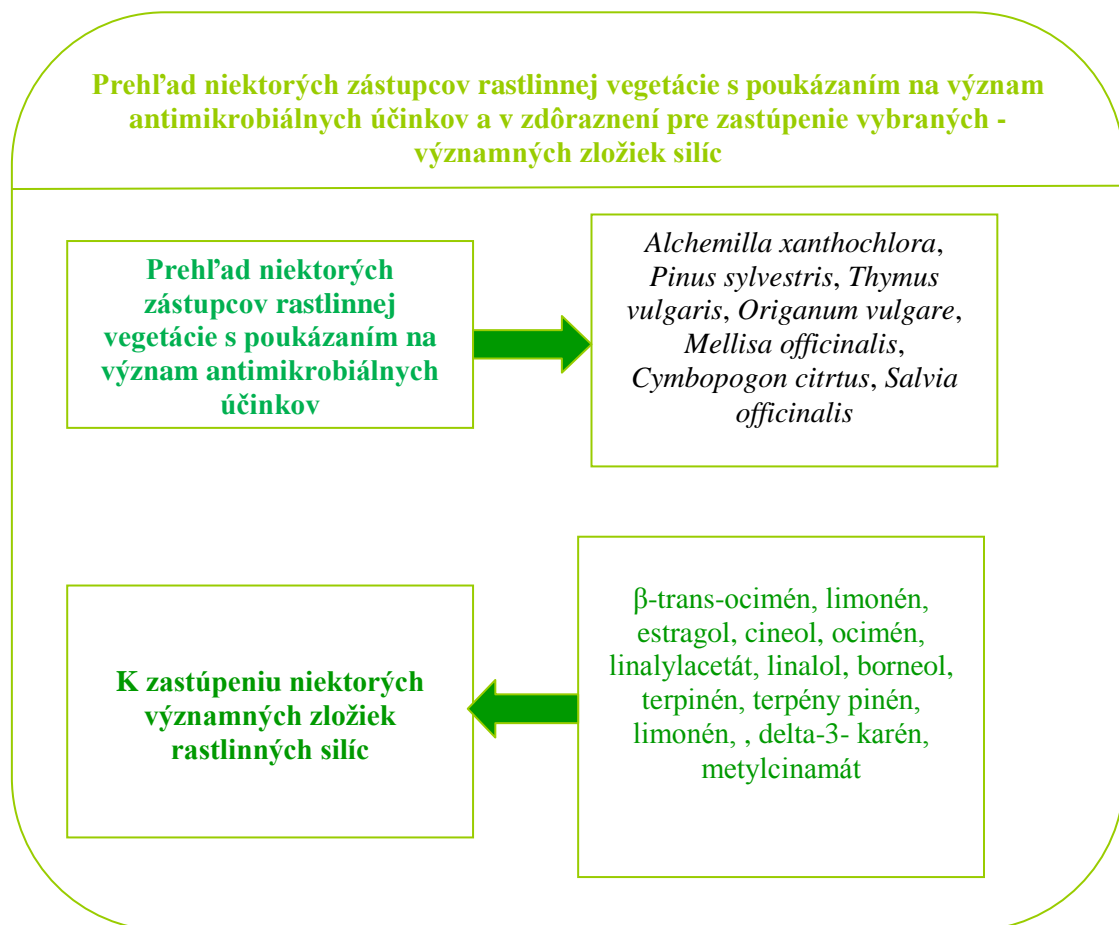 Prehľad niektorých zástupcov rastlinnej vegetácie s poukázaním na význam
antimikrobiálnych účinkov a v zdôraznení pre zastúpenie vybraných -
významných zložiek silíc
Prehľad niektorých
zástupcov rastlinnej
vegetácie s poukázaním na
význam antimikrobiálnych
účinkov
Alchemilla xanthochlora,
Pinus sylvestris, Thymus
vulgaris, Origanum vulgare,
Mellisa officinalis,
Cymbopogon citrtus, Salvia
officinalis
K zastúpeniu niektorých
významných zložiek
rastlinných silíc
β-trans-ocimén, limonén,
estragol, cineol, ocimén,
linalylacetát, linalol, borneol,
terpinén, terpény pinén,
limonén, , delta-3- karén,
metylcinamát